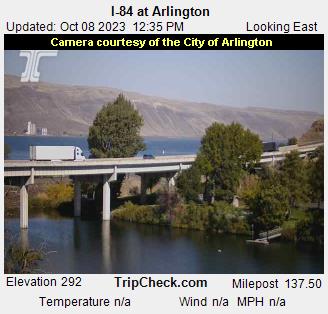 I-84 at Arlington
Updated: Oct 08 2023 12:35 PM Looking East
Camera courtesy of the City of Arlington
Elevation 292 TripCheck.com Milepost 137.50
Temperature n/a Wind n/a MPH n/a